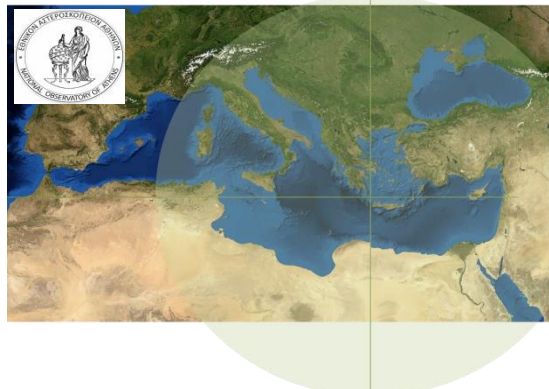 ΕΘΝΙΚΟΝ ΑΣΤΕΡΟΣΚΟΠΕΙΟΝ ΑΘΗΝΩΝ
NATIONAL OBSERVATORY OF ATHENS